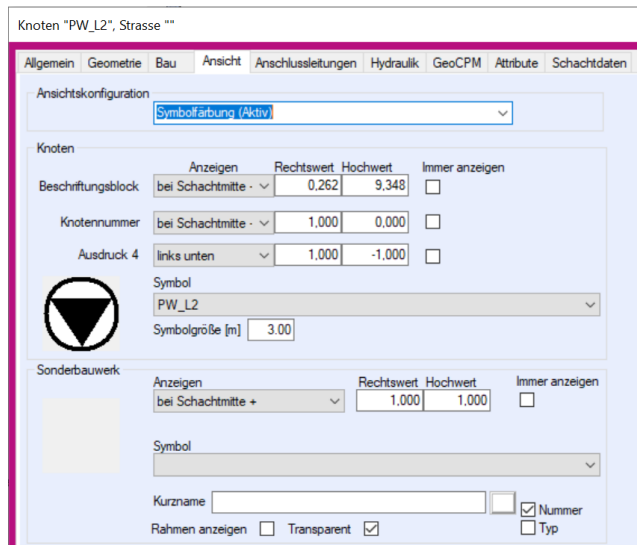 Knoten "PW_L2", Strasse ""
Allgemein Geometrie Bau Ansicht Anschlussleitungen Hydraulik GeoCPM Attribute Schachtdaten
Ansichtskonfiguration
Symbolfärbung (Aktiv)
Knoten
Anzeigen Rechtswert Hochwert Immer anzeigen
Beschriftungsblock bei Schachtmitte - 0,262 9,348
Knotennummer bei Schachtmitte - 1,000 0,000
Ausdruck 4 links unten 1,000 -1,000
Symbol
PW_L2
Symbolgröße [m] 3.00
Sonderbauwerk
Anzeigen Rechtswert Hochwert Immer anzeigen
bei Schachtmitte + 1,000 1,000
Symbol
Kurzname Nummer
Rahmen anzeigen Transparent Typ